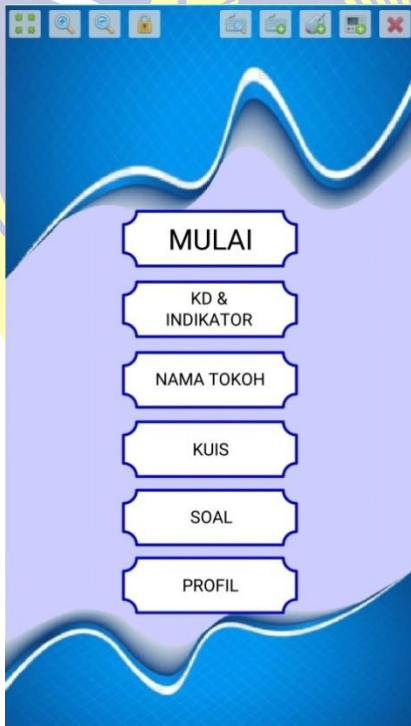 MULAI
KD &
INDIKATOR
NAMA TOKOH
KUIS
SOAL
PROFIL